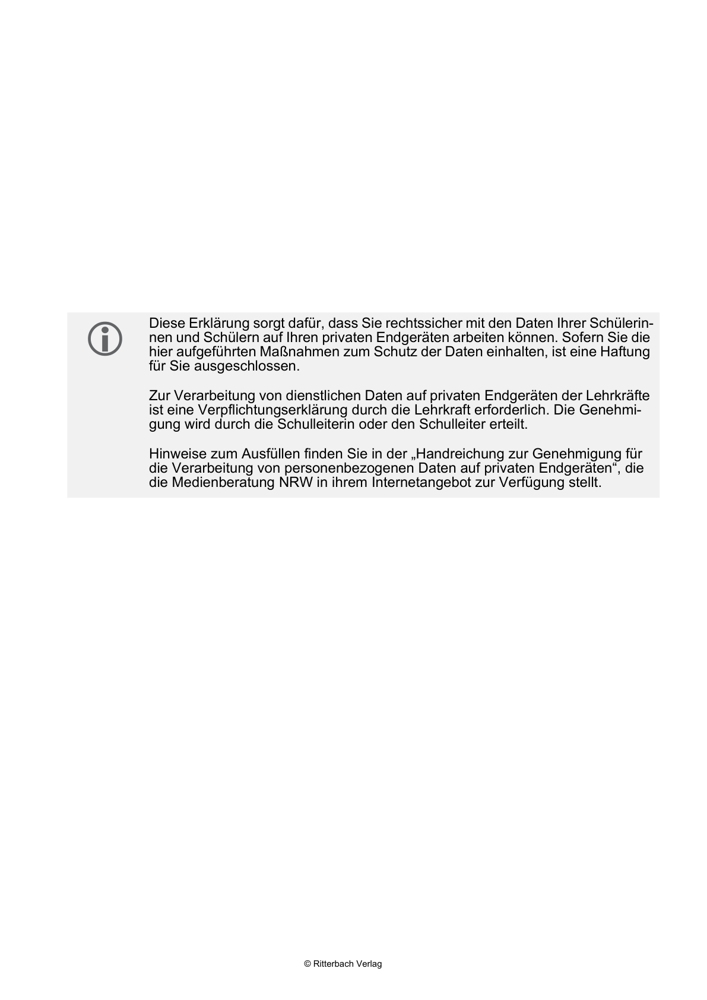 Diese Erklärung sorgt dafür, dass Sie rechtssicher mit den Daten Ihrer Schülerin-
nen und Schülern auf Ihren privaten Endgeräten arbeiten können. Sofern Sie die
hier aufgeführten Maßnahmen zum Schutz der Daten einhalten, ist eine Haftung
für Sie ausgeschlossen.
Zur Verarbeitung von dienstlichen Daten auf privaten Endgeräten der Lehrkräfte
ist eine Verpflichtungserklärung durch die Lehrkraft erforderlich. Die Genehmi-
gung wird durch die Schulleiterin oder den Schulleiter erteilt.
Hinweise zum Ausfüllen finden Sie in der „Handreichung zur Genehmigung für
die Verarbeitung von personenbezogenen Daten auf privaten Endgeräten“, die
die Medienberatung NRW in ihrem Internetangebot zur Verfügung stellt.
© Ritterbach Verlag